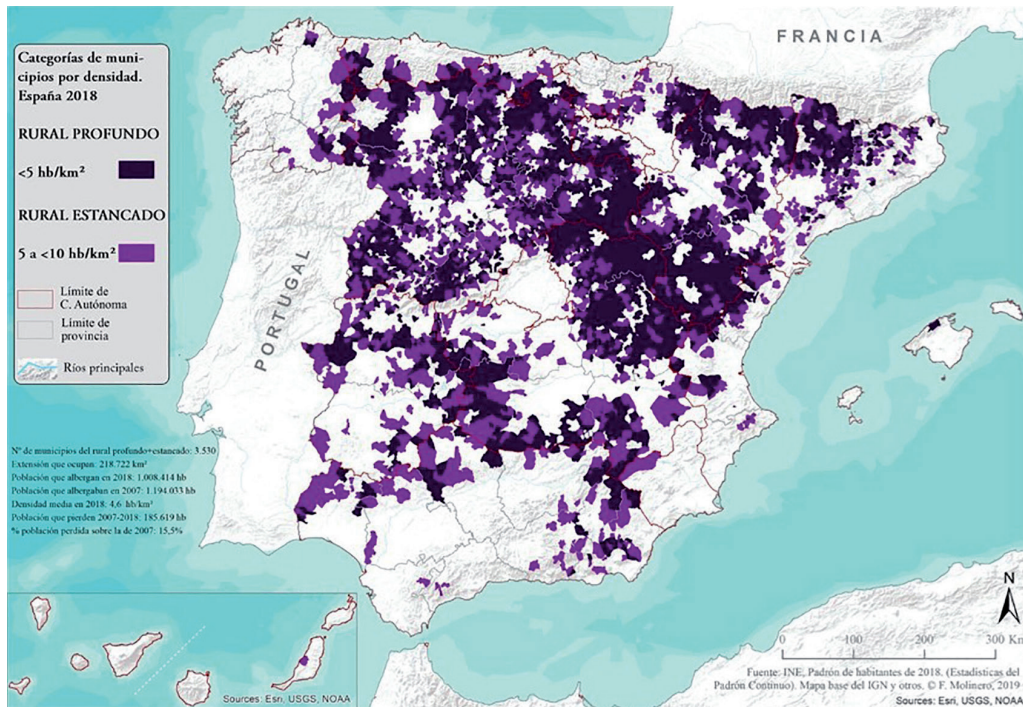 FRANCIA
Categorías de muni-
cipios por densidad.
España 2018
RURAL PROFUNDO
<5 hb/km²
RURAL ESTANCADO
5 a <10 hb/km²
Límite de
C. Autónoma
Límite de
provincia
Ríos principales
PORTUGAL
Nº de municipios del rural profundo+estancado: 3.530
Extensión que ocupan: 218.722 km²
Población que albergan en 2018: 1.008.414 hb
Población que albergaban en 2007: 1.194.033 hb
Densidad media en 2018: 4,6 hb/km²
Población que pierden 2007-2018: 185.619 hb
% población perdida sobre la de 2007: 15,5%
N
0 100 200 300 Km
Fuente: INE, Padrón de habitantes de 2018. (Estadísticas del
Padrón Continuo). Mapa base del IGN y otros. © F. Molinero, 2019
Sources: Esri, USGS, NOAA
Sources: Esri, USGS, NOAA